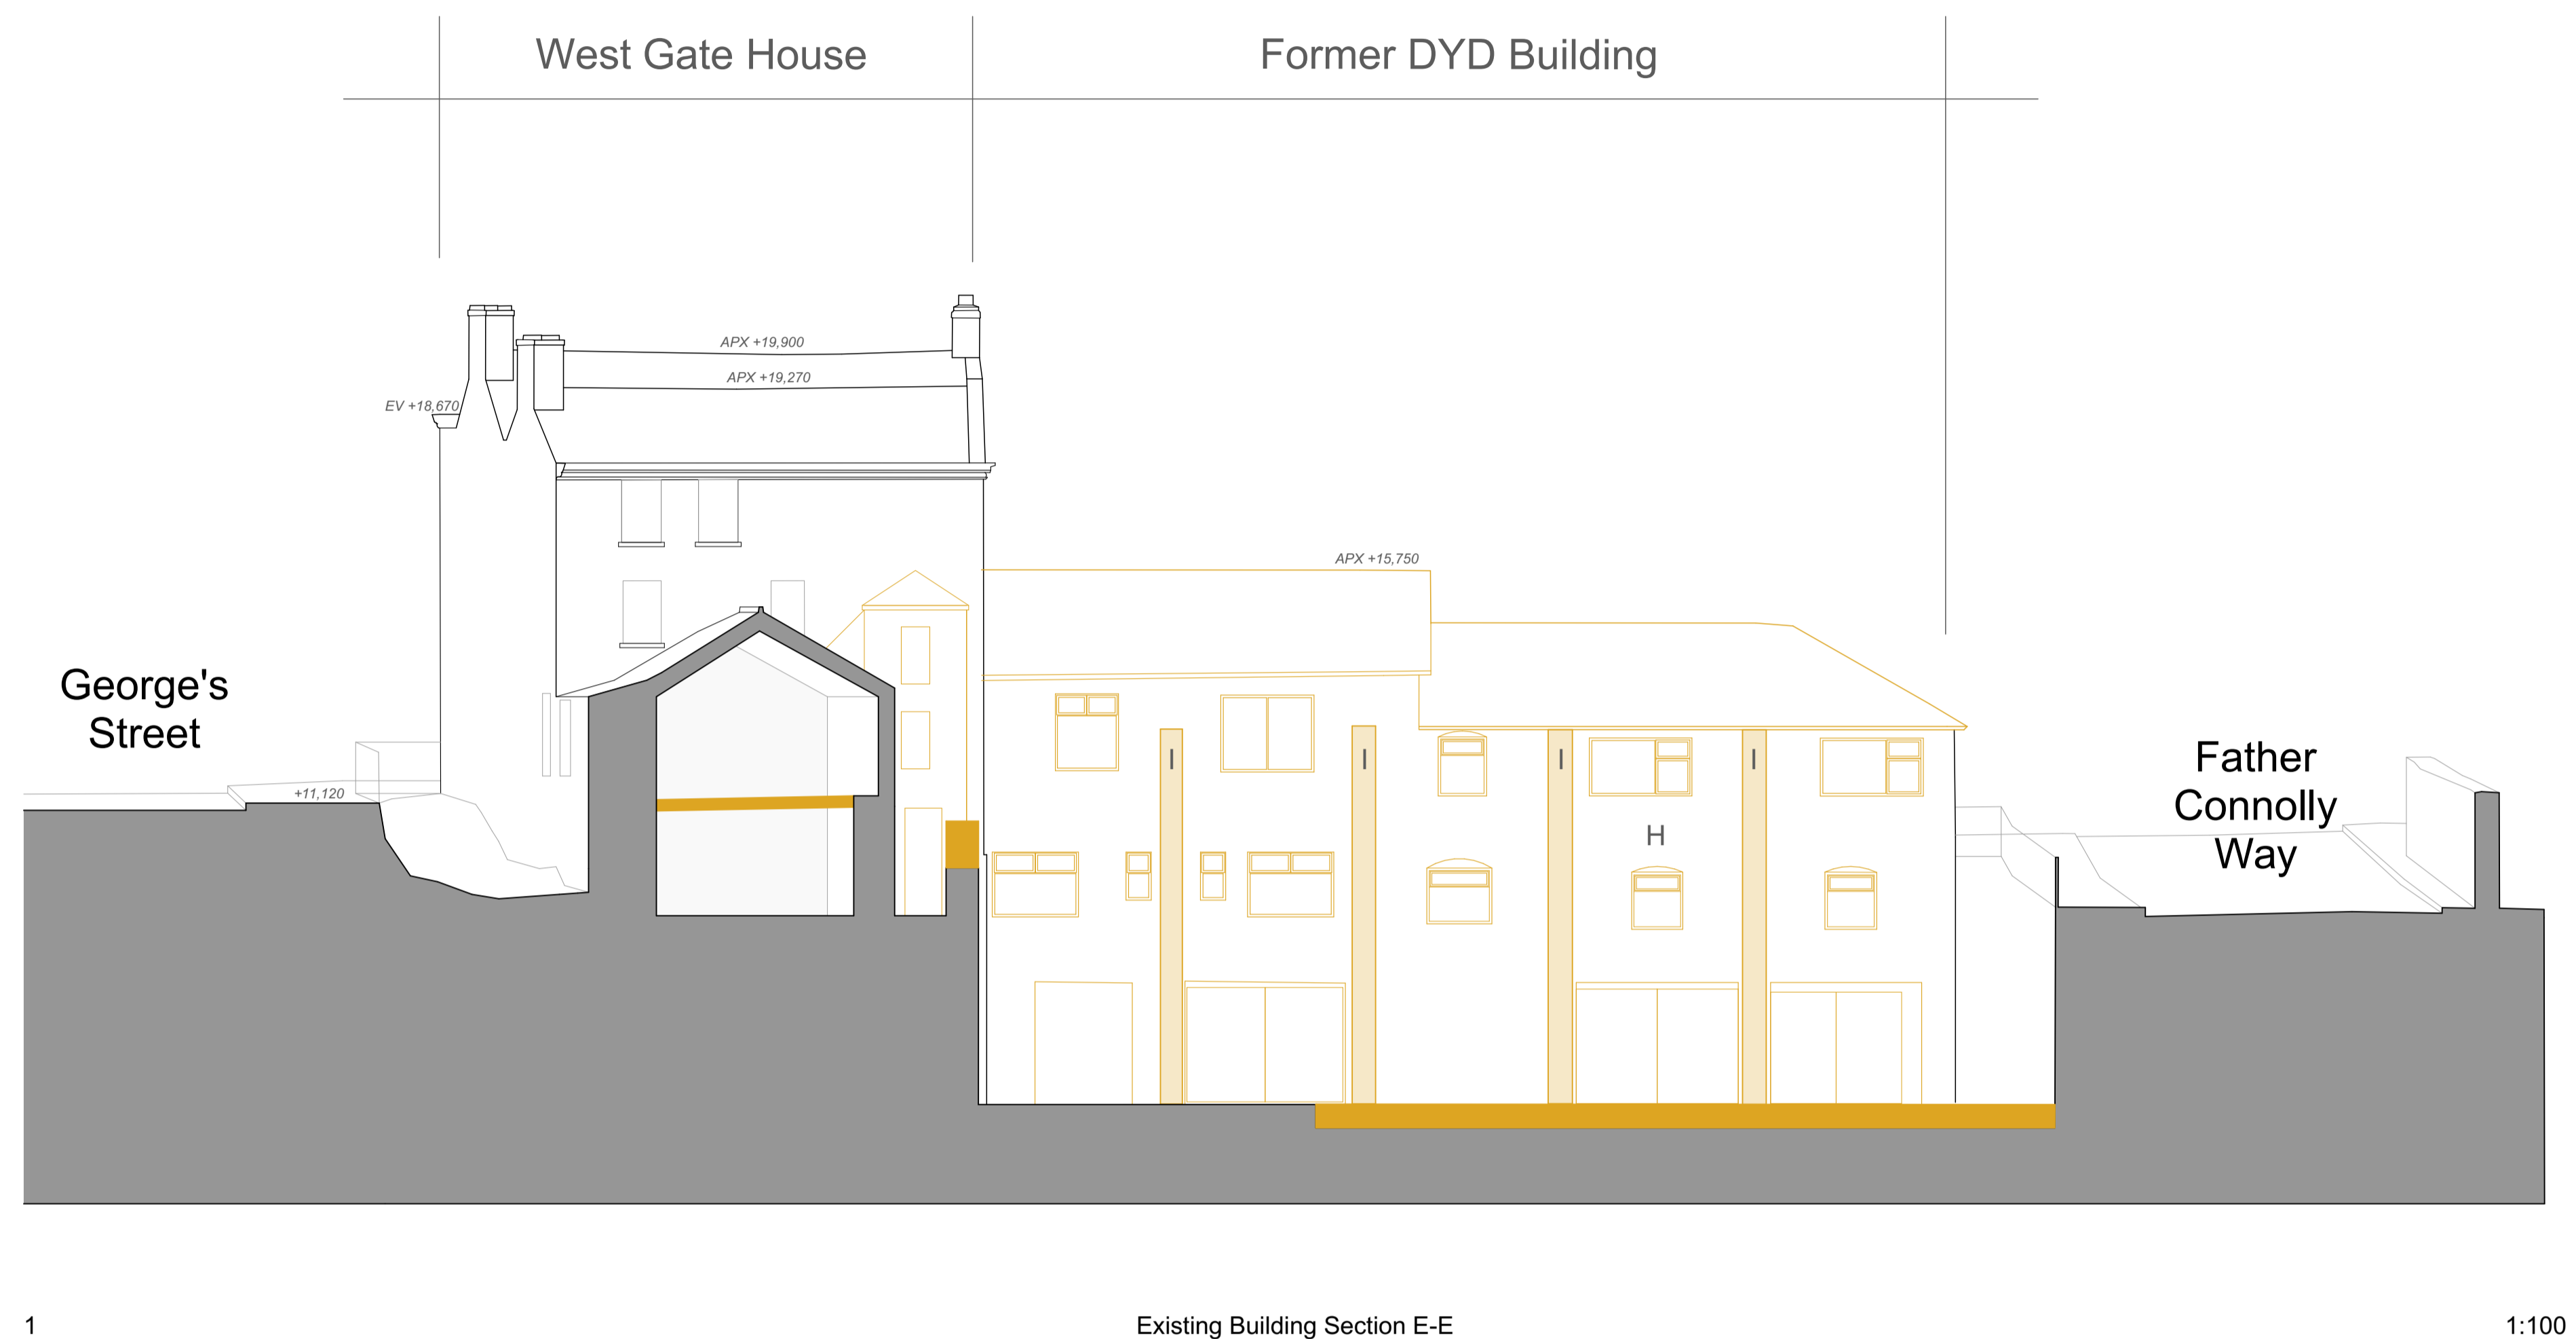 West Gate House
Former DYD Building
APX +19,900
APX +19,270
EV +18,670
APX +15,750
George's
Street
+11,120
I
I
I
I
H
Father
Connolly
Way
1
Existing Building Section E-E
1:100